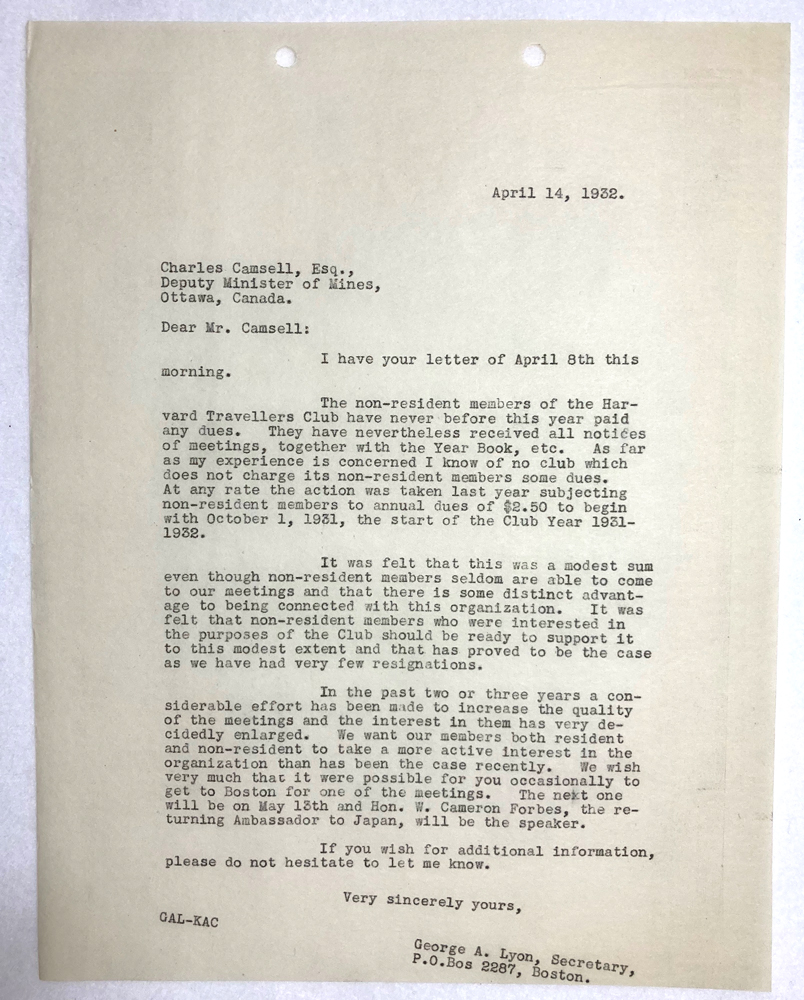 April 14, 1932.
Charles Camsell, Esq.,
Deputy Minister of Mines,
Ottawa, Canada.
Dear Mr. Camsell:
I have your letter of April 8th this
morning.
The non-resident members of the Har-
vard Travellers Club have never before this year paid
any dues. They have nevertheless received all notices
of meetings, together with the Year Book, etc. As far
as my experience is concerned I know of no club which
does not charge its non-resident members some dues.
At any rate the action was taken last year subjecting
non-resident members to annual dues of $2.50 to begin
with October 1, 1931, the start of the Club Year 1931-
1932.
It was felt that this was a modest sum
even though non-resident members seldom are able to come
to our meetings and that there is some distinct advant-
age to being connected with this organization. It was
felt that non-resident members who were interested in
the purposes of the Club should be ready to support it
to this modest extent and that has proved to be the case
as we have had very few resignations.
In the past two or three years a con-
siderable effort has been made to increase the quality
of the meetings and the interest in them has very de-
cidedly enlarged. We want our members both resident
and non-resident to take a more active interest in the
organization than has been the case recently. We wish
very much that it were possible for you occasionally to
get to Boston for one of the meetings. The next one
will be on May 13th and Hon. W. Cameron Forbes, the re-
turning Ambassador to Japan, will be the speaker.
If you wish for additional information,
please do not hesitate to let me know.
Very sincerely yours,
GAL-KAC
George A. Lyon, Secretary,
P.O.Bos 2287, Boston.